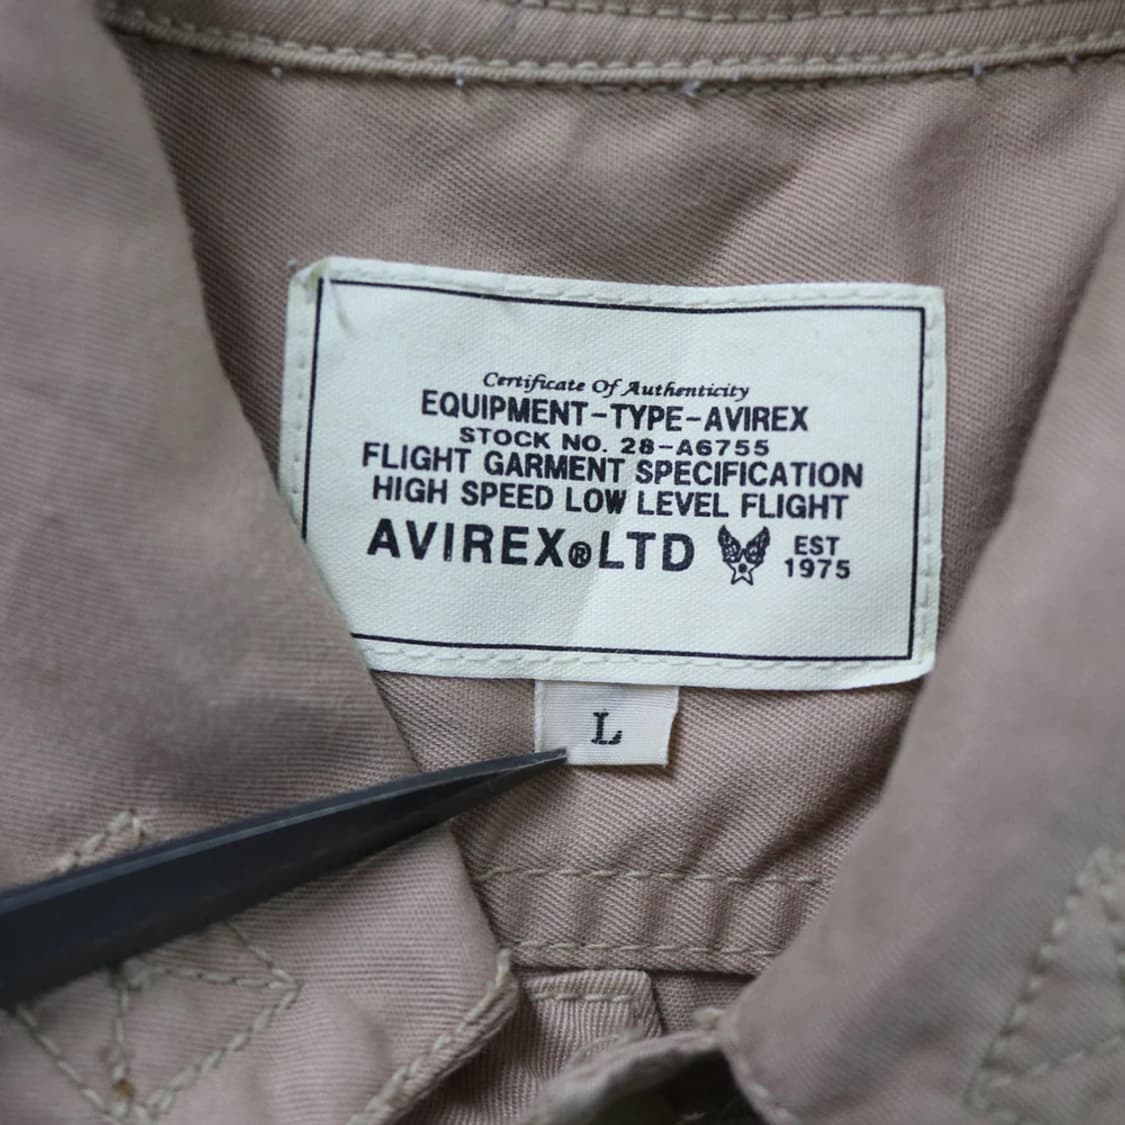 Certificate Of Authenticity
EQUIPMENT-TYPE-AVIREX
STOCK NO. 28-A6755
FLIGHT GARMENT SPECIFICATION
HIGH SPEED LOW LEVEL FLIGHT
AVIREX®LTD EST 1975
L